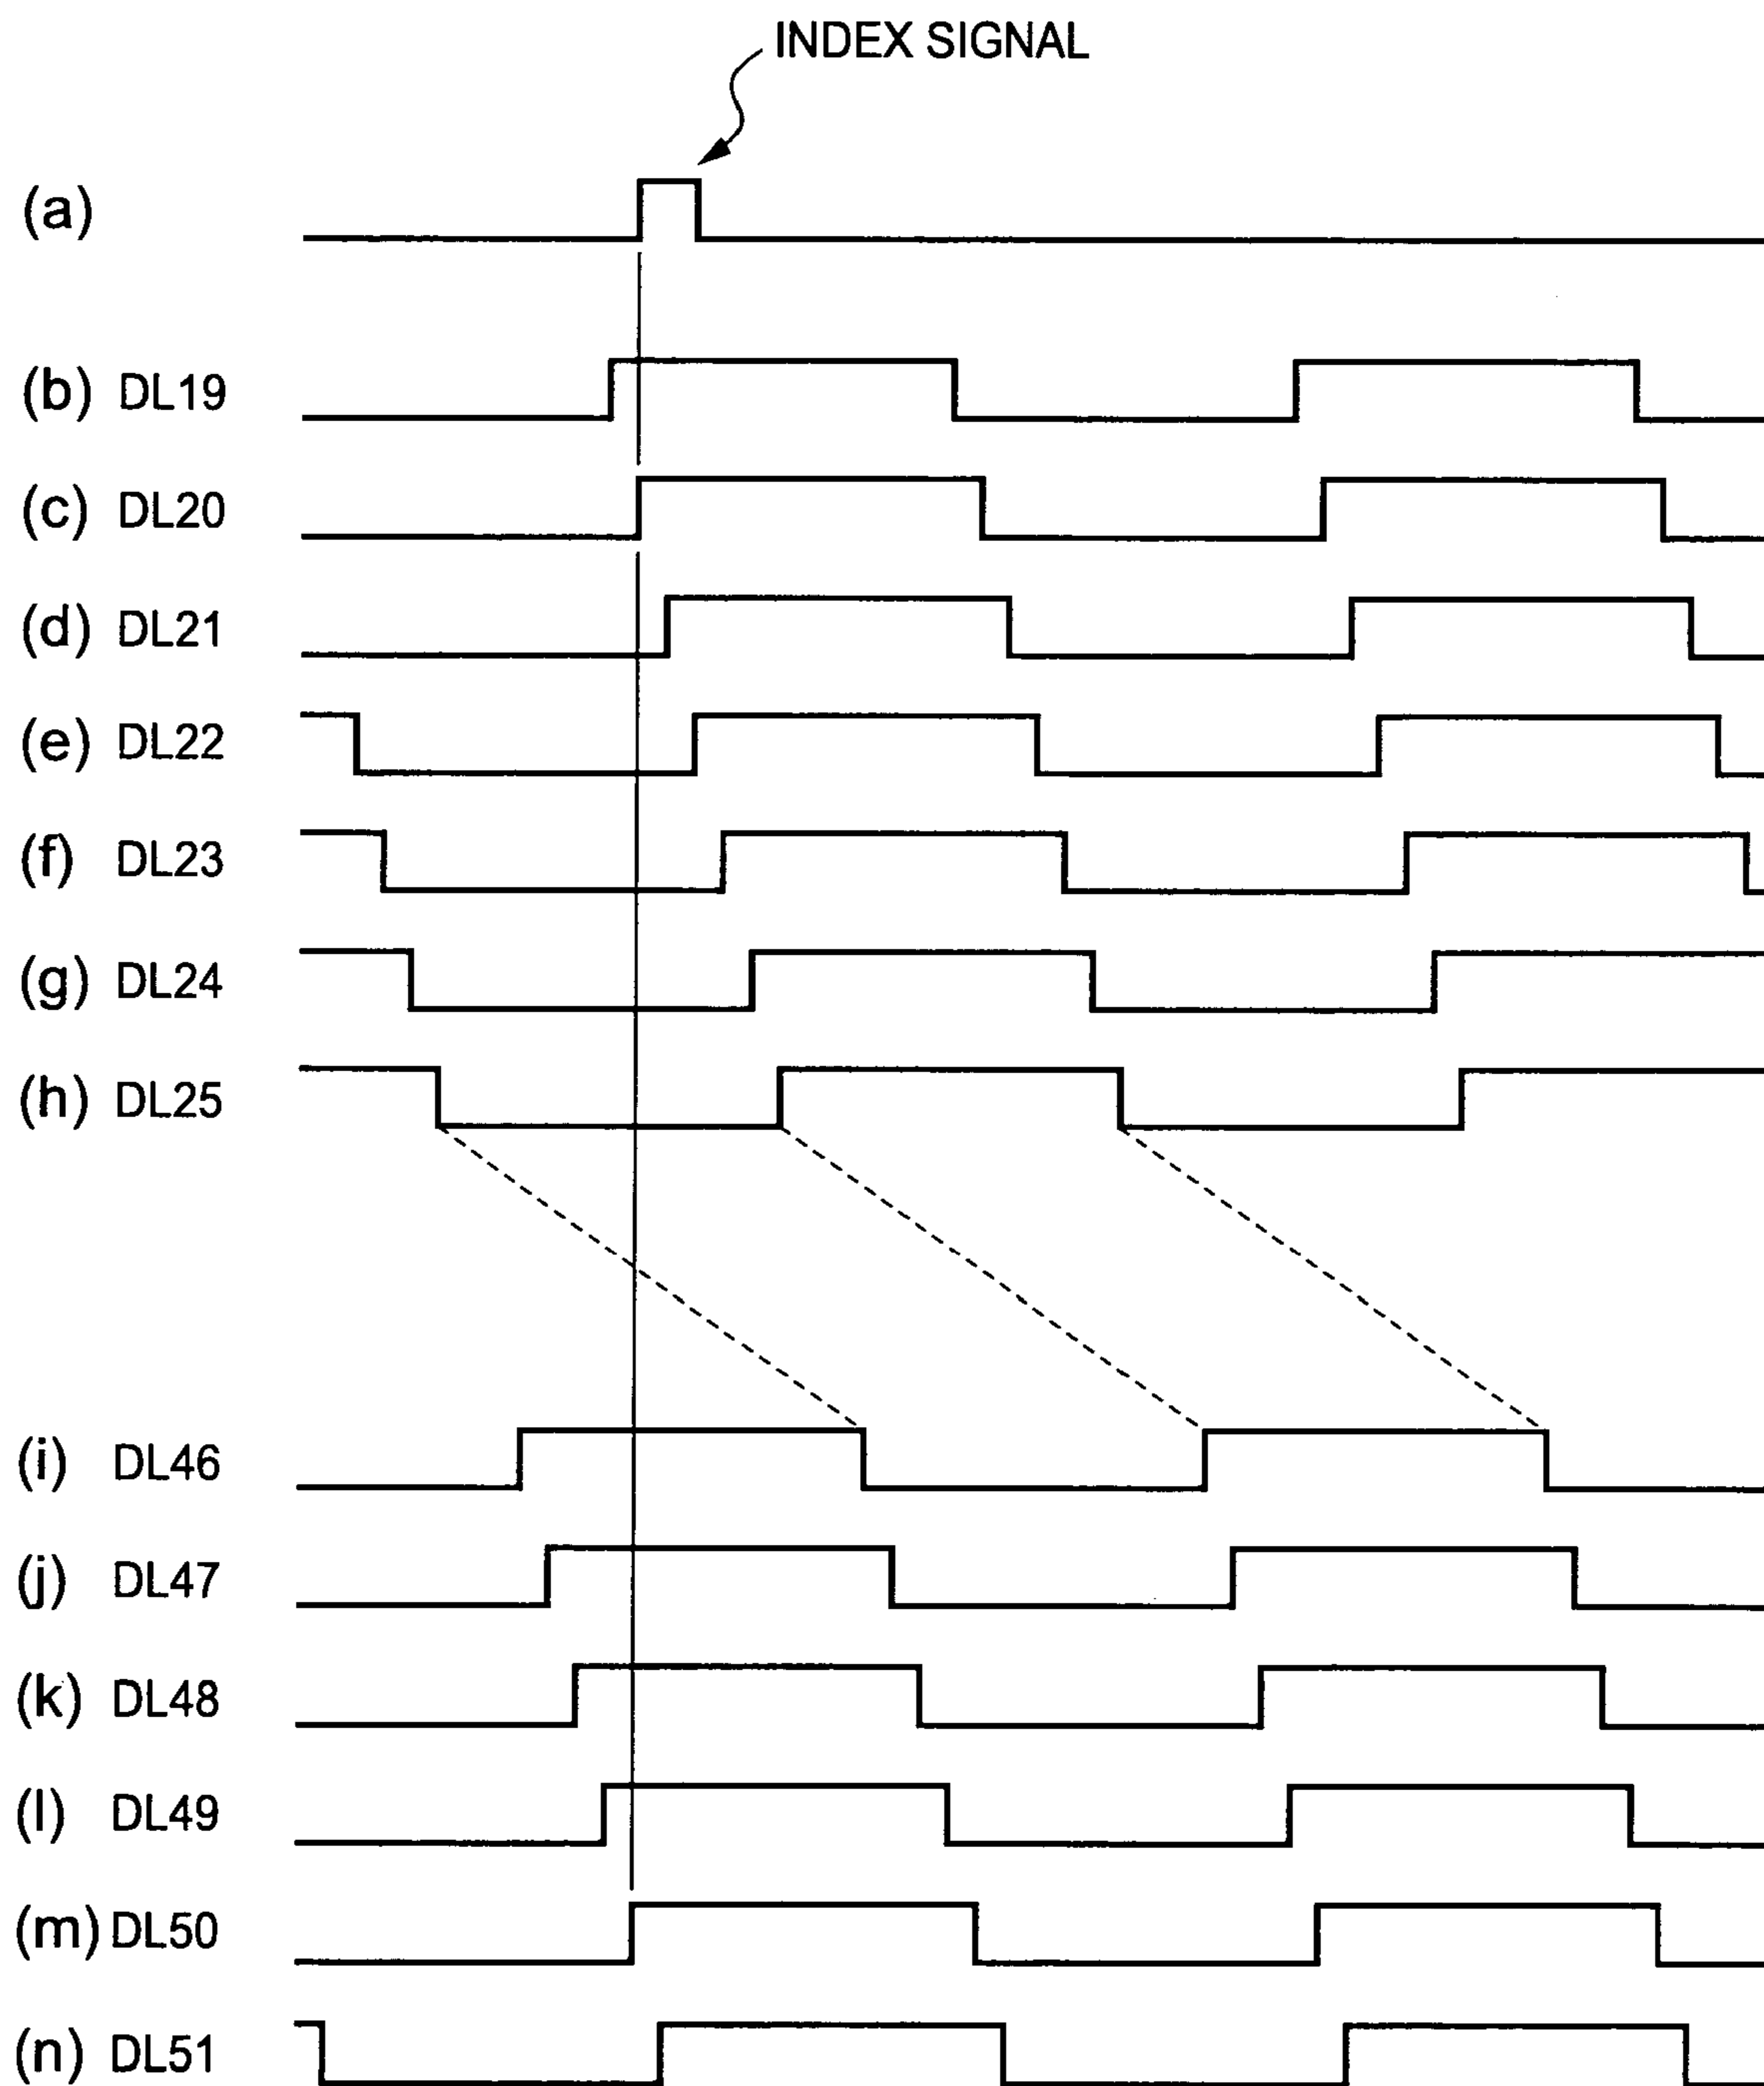 INDEX SIGNAL
(a)
(b) DL19
(c) DL20
(d) DL21
(e) DL22
(f) DL23
(g) DL24
(h) DL25
(i) DL46
(j) DL47
(k) DL48
(l) DL49
(m) DL50
(n) DL51